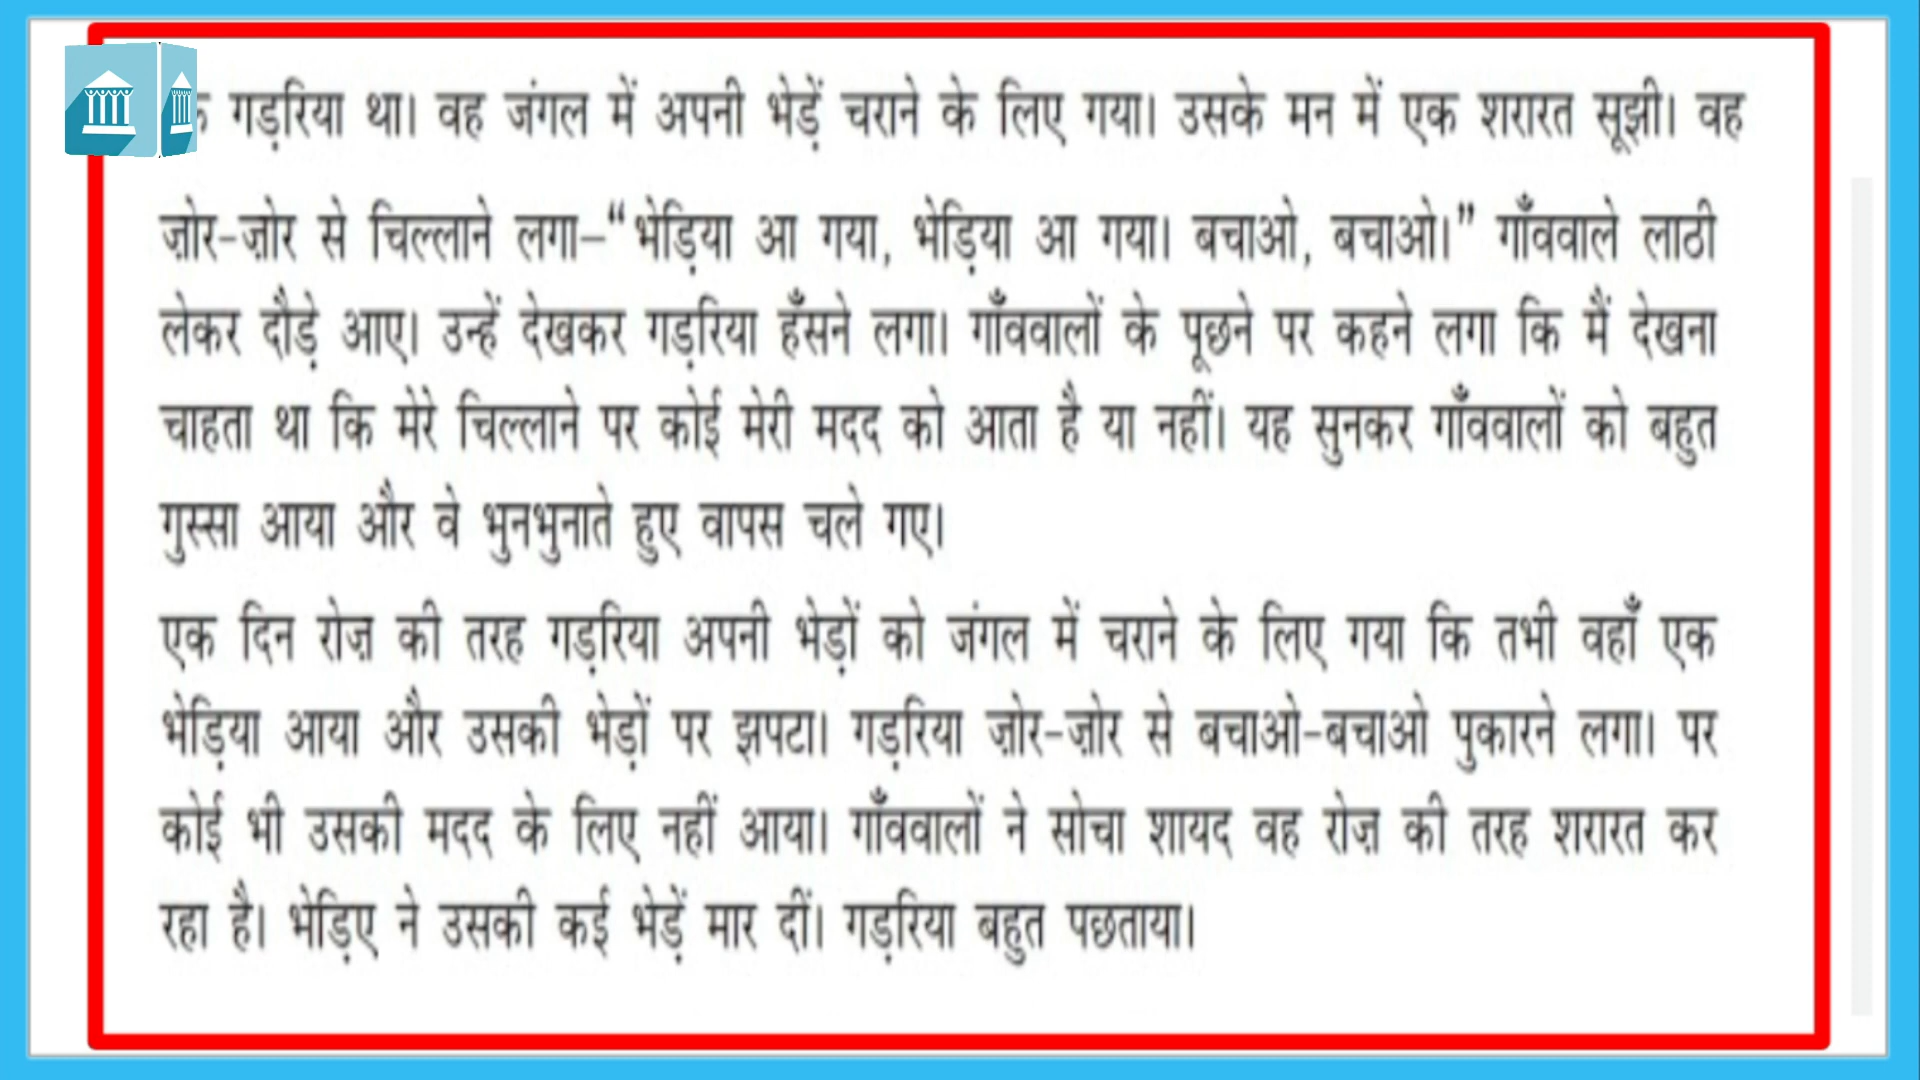 गड़रिया था। वह जंगल में अपनी भेड़ें चराने के लिए गया। उसके मन में एक शरारत सूझी। वह
ज़ोर-ज़ोर से चिल्लाने लगा–“भेड़िया आ गया, भेड़िया आ गया। बचाओ, बचाओ।” गाँववाले लाठी
लेकर दौड़े आए। उन्हें देखकर गड़रिया हँसने लगा। गाँववालों के पूछने पर कहने लगा कि मैं देखना
चाहता था कि मेरे चिल्लाने पर कोई मेरी मदद को आता है या नहीं। यह सुनकर गाँववालों को बहुत
गुस्सा आया और वे भुनभुनाते हुए वापस चले गए।
एक दिन रोज़ की तरह गड़रिया अपनी भेड़ों को जंगल में चराने के लिए गया कि तभी वहाँ एक
भेड़िया आया और उसकी भेड़ों पर झपटा। गड़रिया ज़ोर-ज़ोर से बचाओ-बचाओ पुकारने लगा। पर
कोई भी उसकी मदद के लिए नहीं आया। गाँववालों ने सोचा शायद वह रोज़ की तरह शरारत कर
रहा है। भेड़िए ने उसकी कई भेड़ें मार दीं। गड़रिया बहुत पछताया।